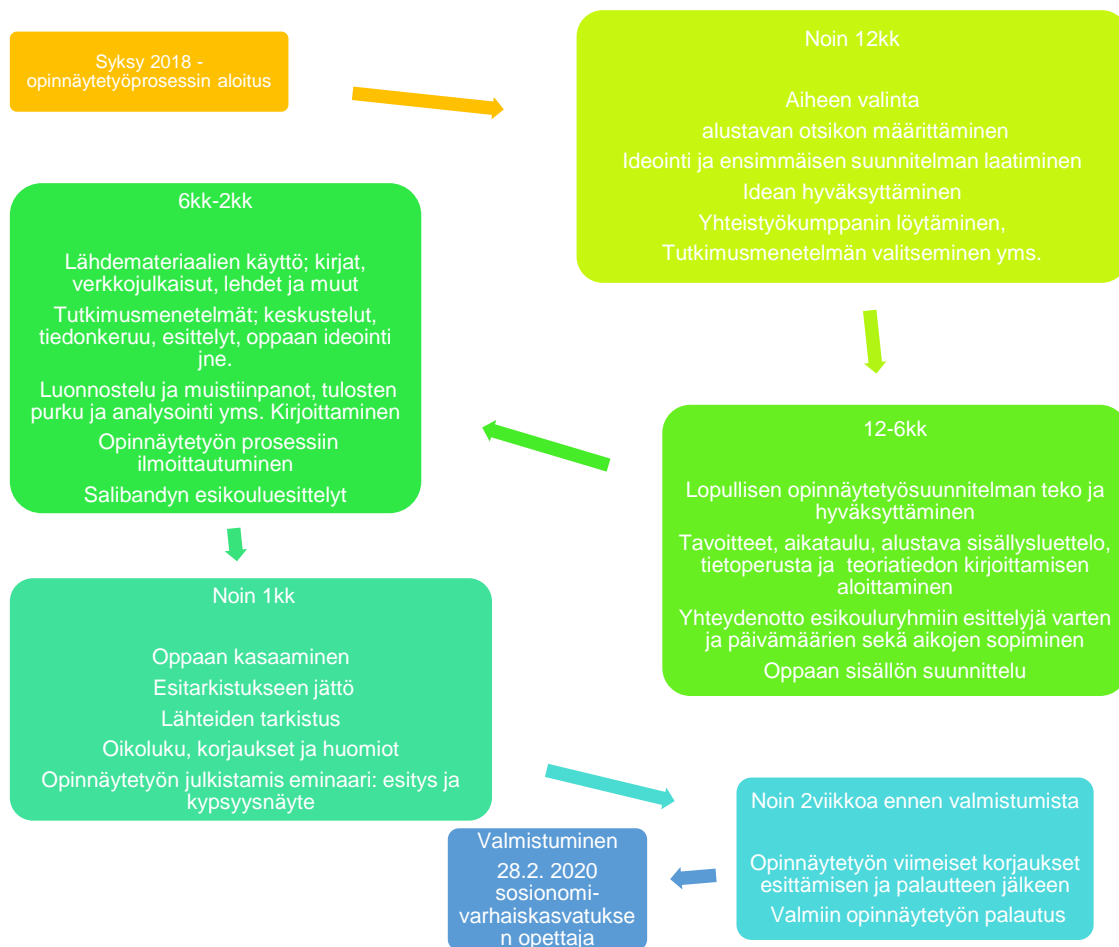 Syksy 2018 -
opinnäytetyöprosessin aloitus
Noin 12kk
Aiheen valinta
alustavan otsikon määrittäminen
Ideointi ja ensimmäisen suunnitelman laatiminen
Idean hyväksyttäminen
Yhteistyökumppanin löytäminen,
Tutkimusmenetelmän valitseminen yms.
12-6kk
Lopullisen opinnäytetyösuunnitelman teko ja
hyväksyttäminen
Tavoitteet, aikataulu, alustava sisällysluettelo,
tietoperusta ja  teoriatiedon kirjoittamisen
aloittaminen
Yhteydenotto esikouluryhmiin esittelyjä varten
ja päivämäärien sekä aikojen sopiminen
Oppaan sisällön suunnittelu
6kk-2kk
Lähdemateriaalien käyttö; kirjat,
verkkojulkaisut, lehdet ja muut
Tutkimusmenetelmät; keskustelut,
tiedonkeruu, esittelyt, oppaan ideointi
jne.
Luonnostelu ja muistiinpanot, tulosten
purku ja analysointi yms. Kirjoittaminen
Opinnäytetyön prosessiin
ilmoittautuminen
Salibandyn esikouluesittelyt
Noin 1kk
Oppaan kasaaminen
Esitarkistukseen jättö
Lähteiden tarkistus
Oikoluku, korjaukset ja huomiot
Opinnäytetyön julkistamis eminaari: esitys ja
kypsyysnäyte
Noin 2viikkoa ennen valmistumista
Opinnäytetyön viimeiset korjaukset
esittämisen ja palautteen jälkeen
Valmiin opinnäytetyön palautus
Valmistuminen
28.2. 2020
sosionomi-
varhaiskasvatukse
n opettaja